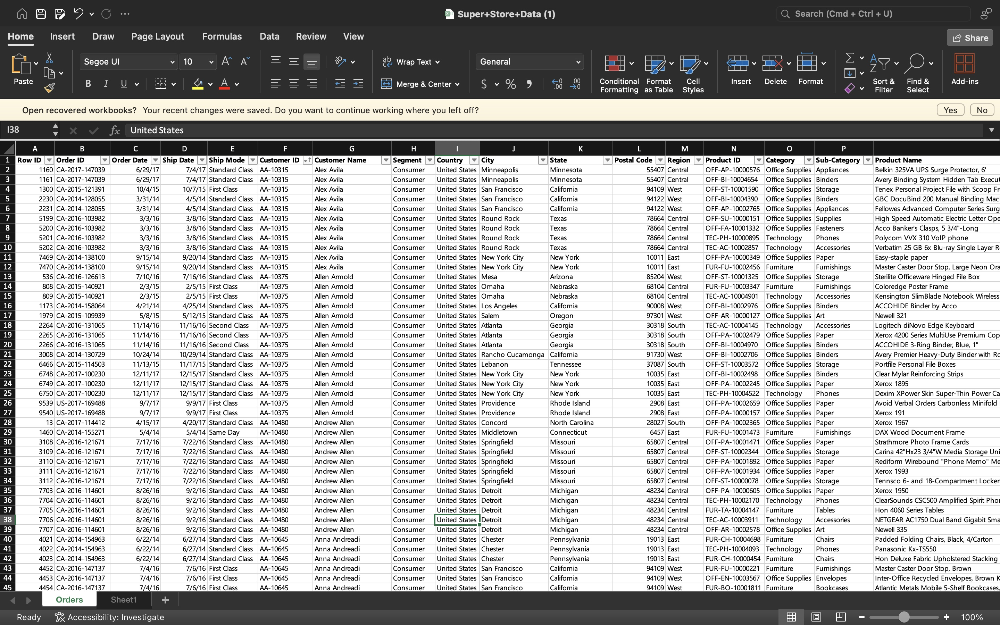 Super+Store+Data (1)
Search (Cmd + Ctrl + U)
Home Insert Draw Page Layout Formulas Data Review View Share
Paste Segoe UI 10 Wrap Text General Conditional Formatting Format as Table Cell Styles Insert Delete Format Sort & Filter Find & Select Add-ins
B I U A Merge & Center $ % 9
Open recovered workbooks? Your recent changes were saved. Do you want to continue working where you left off? Yes No
I38 fx United States
A B C D E F G H I J K L M N O P
1 Row ID Order ID Order Date Ship Date Ship Mode Customer ID Customer Name Segment Country City State Postal Code Region Product ID Category Sub-Category Product Name
2 1160 CA-2017-147039 6/29/17 7/4/17 Standard Class AA-10315 Alex Avila Consumer United States Minneapolis Minnesota 55407 Central OFF-AP-10000576 Office Supplies Appliances Belkin 325VA UPS Surge Protector, 6'
3 1161 CA-2017-147039 6/29/17 7/4/17 Standard Class AA-10315 Alex Avila Consumer United States Minneapolis Minnesota 55407 Central OFF-BI-10004654 Office Supplies Binders Avery Binding System Hidden Tab Execut
4 1300 CA-2015-121391 10/4/15 10/7/15 First Class AA-10315 Alex Avila Consumer United States San Francisco California 94109 West OFF-ST-10001590 Office Supplies Storage Tenex Personal Project File with Scoop Fr
5 2230 CA-2014-128055 3/31/14 4/5/14 Standard Class AA-10315 Alex Avila Consumer United States San Francisco California 94122 West OFF-BI-10004390 Office Supplies Binders GBC DocuBind 200 Manual Binding Mac
6 2231 CA-2014-128055 3/31/14 4/5/14 Standard Class AA-10315 Alex Avila Consumer United States San Francisco California 94122 West OFF-AP-10002765 Office Supplies Appliances Fellowes Advanced Computer Series Surg
7 5199 CA-2016-103982 3/3/16 3/8/16 Standard Class AA-10315 Alex Avila Consumer United States Round Rock Texas 78664 Central OFF-SU-10000151 Office Supplies Supplies High Speed Automatic Electric Letter Ope
8 5200 CA-2016-103982 3/3/16 3/8/16 Standard Class AA-10315 Alex Avila Consumer United States Round Rock Texas 78664 Central OFF-FA-10001332 Office Supplies Fasteners Acco Banker's Clasps, 5 3/4"-Long
9 5201 CA-2016-103982 3/3/16 3/8/16 Standard Class AA-10315 Alex Avila Consumer United States Round Rock Texas 78664 Central TEC-PH-10000895 Technology Phones Polycom VVX 310 VoIP phone
10 5202 CA-2016-103982 3/3/16 3/8/16 Standard Class AA-10315 Alex Avila Consumer United States Round Rock Texas 78664 Central TEC-AC-10002857 Technology Accessories Verbatim 25 GB 6x Blu-ray Single Layer R
11 7469 CA-2014-138100 9/15/14 9/20/14 Standard Class AA-10315 Alex Avila Consumer United States New York City New York 10011 East OFF-PA-10000349 Office Supplies Paper Easy-staple paper
12 7470 CA-2014-138100 9/15/14 9/20/14 Standard Class AA-10315 Alex Avila Consumer United States New York City New York 10011 East FUR-FU-10002456 Furniture Furnishings Master Caster Door Stop, Large Neon Ora
13 536 CA-2016-126613 7/10/16 7/16/16 Standard Class AA-10375 Allen Armold Consumer United States Mesa Arizona 85204 West OFF-ST-10001325 Office Supplies Storage Sterilite Officeware Hinged File Box
14 808 CA-2015-140921 2/3/15 2/5/15 First Class AA-10375 Allen Armold Consumer United States Omaha Nebraska 68104 Central FUR-FU-10003347 Furniture Furnishings Coloredge Poster Frame
15 809 CA-2015-140921 2/3/15 2/5/15 First Class AA-10375 Allen Armold Consumer United States Omaha Nebraska 68104 Central TEC-AC-10004901 Technology Accessories Kensington SlimBlade Notebook Wireless
16 1173 CA-2014-158064 4/21/14 4/25/14 Standard Class AA-10375 Allen Armold Consumer United States Los Angeles California 90008 West OFF-BI-10002976 Office Supplies Binders ACCOHIDE Binder by Acco
17 1979 CA-2015-109939 5/8/15 5/12/15 Standard Class AA-10375 Allen Armold Consumer United States Salem Oregon 97301 West OFF-AR-10000127 Office Supplies Art Newell 321
18 2264 CA-2016-131065 11/14/16 11/16/16 Second Class AA-10375 Allen Armold Consumer United States Atlanta Georgia 30318 South TEC-AC-10004145 Technology Accessories Logitech diNovo Edge Keyboard
19 2265 CA-2016-131065 11/14/16 11/16/16 Second Class AA-10375 Allen Armold Consumer United States Atlanta Georgia 30318 South OFF-PA-10002479 Office Supplies Paper Xerox 4200 Series MultiUse Premium Cop
20 2266 CA-2016-131065 11/14/16 11/16/16 Second Class AA-10375 Allen Armold Consumer United States Atlanta Georgia 30318 South OFF-BI-10004970 Office Supplies Binders ACCOHIDE 3-Ring Binder, Blue, 1"
21 3008 CA-2014-130729 10/24/14 10/29/14 Standard Class AA-10375 Allen Armold Consumer United States Rancho Cucamonga California 91730 West OFF-BI-10002706 Office Supplies Binders Avery Premier Heavy-Duty Binder with Ro
22 6466 CA-2015-114503 11/13/15 11/17/15 Standard Class AA-10375 Allen Armold Consumer United States Lebanon Tennessee 37087 South OFF-ST-10003572 Office Supplies Storage Portfile Personal File Boxes
23 6748 CA-2017-100230 12/11/17 12/15/17 Standard Class AA-10375 Allen Armold Consumer United States New York City New York 10035 East OFF-BI-10002498 Office Supplies Binders Clear Mylar Reinforcing Strips
24 6749 CA-2017-100230 12/11/17 12/15/17 Standard Class AA-10375 Allen Armold Consumer United States New York City New York 10035 East OFF-PA-10002245 Office Supplies Paper Xerox 1895
25 6750 CA-2017-100230 12/11/17 12/15/17 Standard Class AA-10375 Allen Armold Consumer United States New York City New York 10035 East TEC-PH-10004522 Technology Phones Dexim XPower Skin Super-Thin Power Ca
26 9539 US-2017-169488 9/7/17 9/9/17 First Class AA-10375 Allen Armold Consumer United States Providence Rhode Island 2908 East OFF-PA-10002659 Office Supplies Paper Avoid Verbal Orders Carbonless Minifold
27 9540 US-2017-169488 9/7/17 9/9/17 First Class AA-10375 Allen Armold Consumer United States Providence Rhode Island 2908 East OFF-PA-10000157 Office Supplies Paper Xerox 191
28 13 CA-2017-114412 4/15/17 4/20/17 Standard Class AA-10480 Andrew Allen Consumer United States Concord North Carolina 28027 South OFF-PA-10002365 Office Supplies Paper Xerox 1967
29 1460 CA-2014-155271 5/4/14 5/4/14 Same Day AA-10480 Andrew Allen Consumer United States Middletown Connecticut 6457 East FUR-FU-10001473 Furniture Furnishings DAX Wood Document Frame
30 3108 CA-2016-121671 7/17/16 7/22/16 Standard Class AA-10480 Andrew Allen Consumer United States Springfield Missouri 65807 Central OFF-PA-10001471 Office Supplies Paper Strathmore Photo Frame Cards
31 3109 CA-2016-121671 7/17/16 7/22/16 Standard Class AA-10480 Andrew Allen Consumer United States Springfield Missouri 65807 Central OFF-ST-10002344 Office Supplies Storage Carina 42"Hx23 3/4"W Media Storage Uni
32 3110 CA-2016-121671 7/17/16 7/22/16 Standard Class AA-10480 Andrew Allen Consumer United States Springfield Missouri 65807 Central OFF-PA-10001892 Office Supplies Paper Rediform Wirebound "Phone Memo" Me
33 3111 CA-2016-121671 7/17/16 7/22/16 Standard Class AA-10480 Andrew Allen Consumer United States Springfield Missouri 65807 Central OFF-PA-10001934 Office Supplies Paper Xerox 1993
34 3112 CA-2016-121671 7/17/16 7/22/16 Standard Class AA-10480 Andrew Allen Consumer United States Springfield Missouri 65807 Central OFF-ST-10000078 Office Supplies Storage Tennsco 6- and 18-Compartment Locker
35 7703 CA-2016-114601 8/26/16 9/2/16 Standard Class AA-10480 Andrew Allen Consumer United States Detroit Michigan 48234 Central OFF-PA-10000605 Office Supplies Paper Xerox 1950
36 7704 CA-2016-114601 8/26/16 9/2/16 Standard Class AA-10480 Andrew Allen Consumer United States Detroit Michigan 48234 Central TEC-PH-10002170 Technology Phones ClearSounds CSC500 Amplified Spirit Pho
37 7705 CA-2016-114601 8/26/16 9/2/16 Standard Class AA-10480 Andrew Allen Consumer United States Detroit Michigan 48234 Central FUR-TA-10004147 Furniture Tables Hon 4060 Series Tables
38 7706 CA-2016-114601 8/26/16 9/2/16 Standard Class AA-10480 Andrew Allen Consumer United States Detroit Michigan 48234 Central TEC-AC-10003911 Technology Accessories NETGEAR AC1750 Dual Band Gigabit Sma
39 7707 CA-2016-114601 8/26/16 9/2/16 Standard Class AA-10480 Andrew Allen Consumer United States Detroit Michigan 48234 Central OFF-AR-10002578 Office Supplies Art Newell 335
40 4021 CA-2014-154963 6/22/14 6/27/14 Standard Class AA-10645 Anna Andreadi Consumer United States Chester Pennsylvania 19013 East FUR-CH-10004698 Furniture Chairs Padded Folding Chairs, Black, 4/Carton
41 4022 CA-2014-154963 6/22/14 6/27/14 Standard Class AA-10645 Anna Andreadi Consumer United States Chester Pennsylvania 19013 East TEC-PH-10004093 Technology Phones Panasonic Kx-TS550
42 4023 CA-2014-154963 6/22/14 6/27/14 Standard Class AA-10645 Anna Andreadi Consumer United States Chester Pennsylvania 19013 East FUR-CH-10000454 Furniture Chairs Hon Deluxe Fabric Upholstered Stacking
43 4452 CA-2016-147137 7/4/16 7/6/16 First Class AA-10645 Anna Andreadi Consumer United States San Francisco California 94109 West FUR-FU-10000221 Furniture Furnishings Master Caster Door Stop, Brown
44 4453 CA-2016-147137 7/4/16 7/6/16 First Class AA-10645 Anna Andreadi Consumer United States San Francisco California 94109 West OFF-EN-10003567 Office Supplies Envelopes Inter-Office Recycled Envelopes, Brown K
45 4454 CA-2016-147137 7/4/16 7/6/16 First Class AA-10645 Anna Andreadi Consumer United States San Francisco California 94109 West FUR-BO-10001811 Furniture Bookcases Atlantic Metals Mobile 5-Shelf Bookcases,
Orders Sheet1 +
Ready Accessibility: Investigate 100%